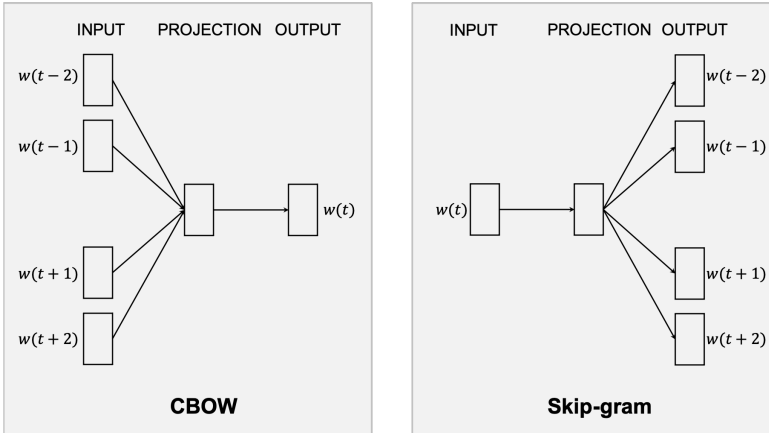 INPUT PROJECTION OUTPUT
w(t − 2)
w(t − 1)
w(t)
w(t + 1)
w(t + 2)
CBOW
INPUT PROJECTION OUTPUT
w(t − 2)
w(t − 1)
w(t)
w(t + 1)
w(t + 2)
Skip-gram